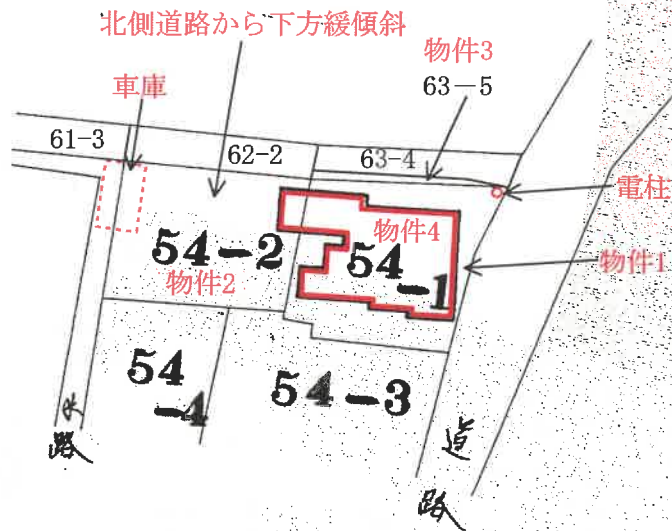 北側道路から下方緩傾斜
物件3
車庫
63－5
61-3
62-2
63-4
電柱
物件4
54-2
54-1
物件1
物件2
54-4
54-3
水路
道路